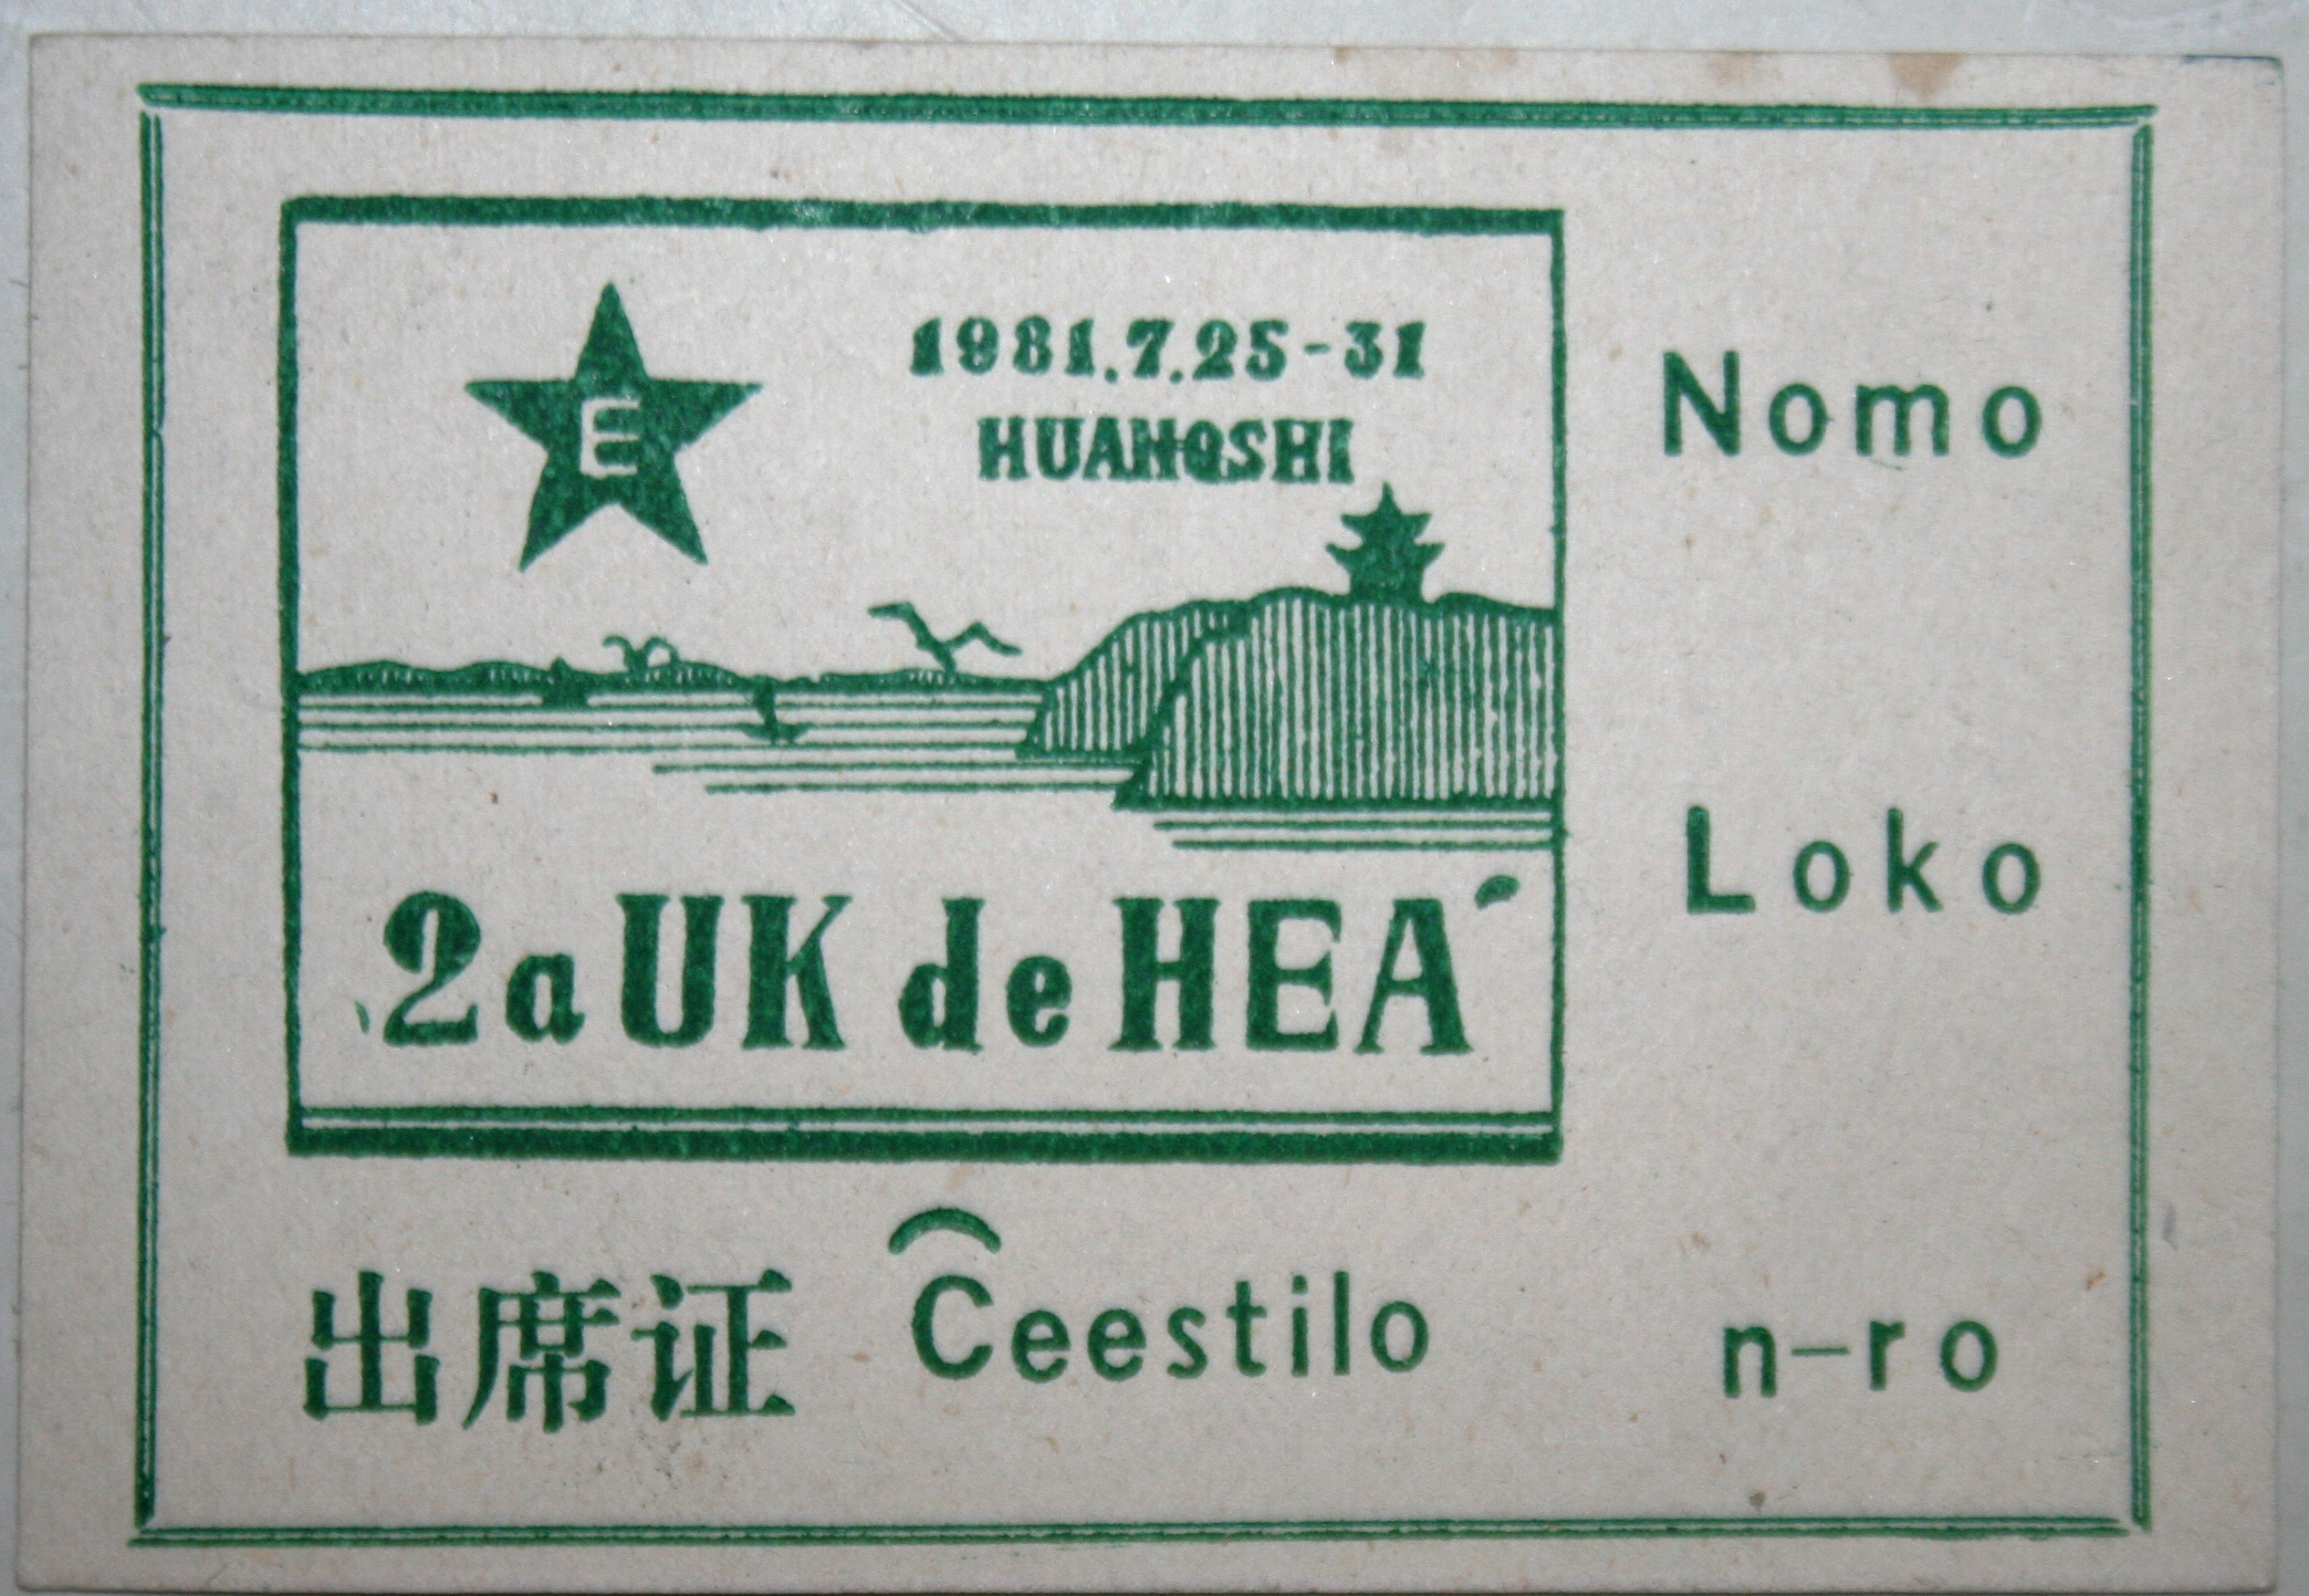 E
1981.7.25-31
HUANGSHI
2a UK de HEA
出席证 Ĉeestilo
Nomo
Loko
n-ro